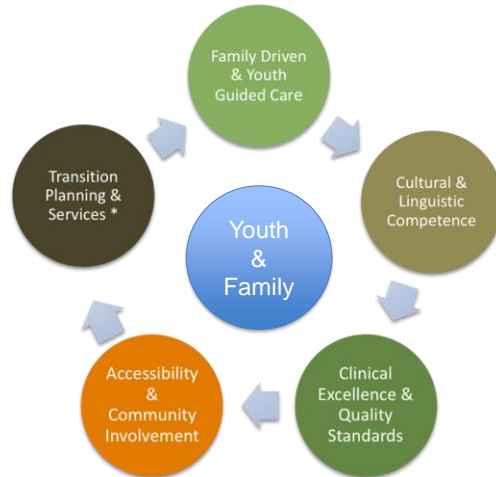 Family Driven
& Youth
Guided Care
Cultural &
Linguistic
Competence
Clinical
Excellence &
Quality
Standards
Accessibility
&
Community
Involvement
Transition
Planning &
Services *
Youth
&
Family